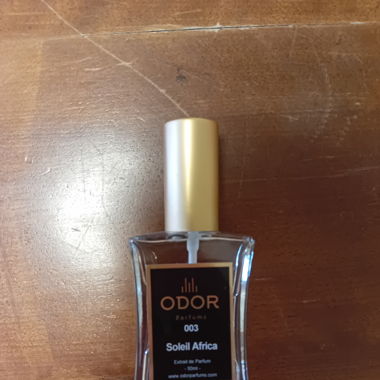 ODOR
Parfums
003
Soleil Africa
Extrait de Parfum
- 50ml -
www.odorparfums.com